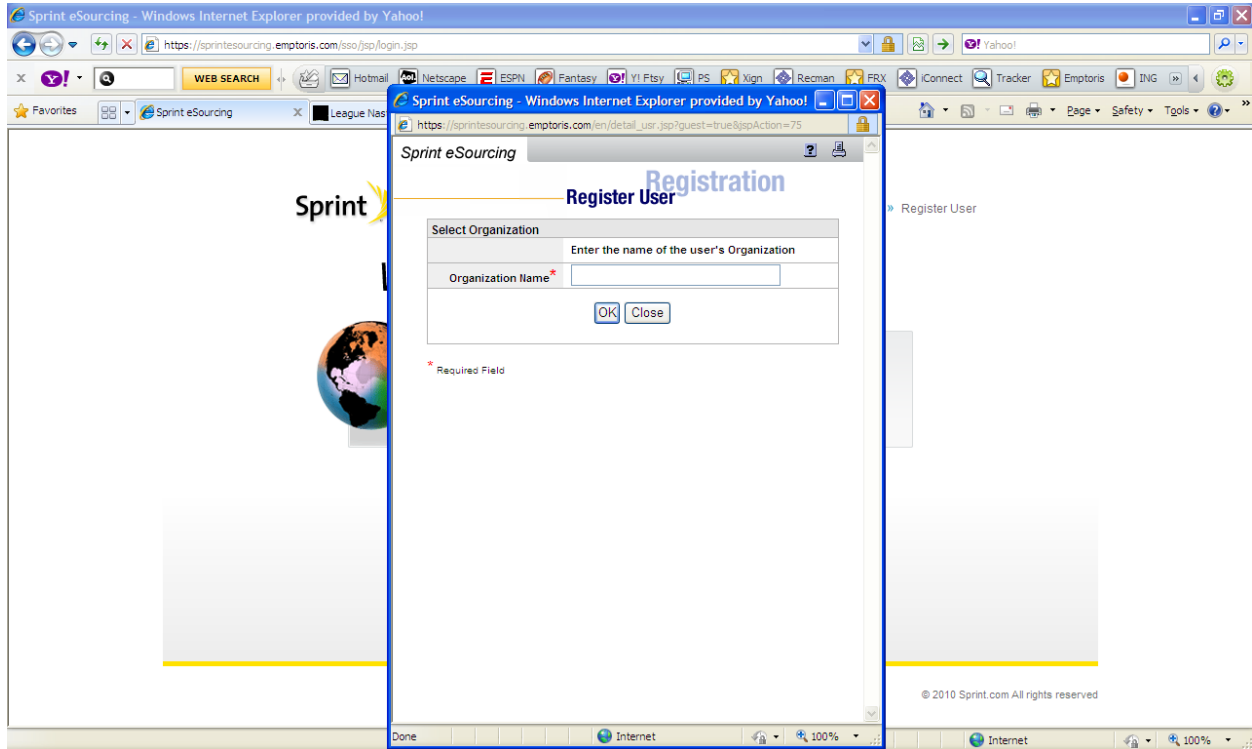 Sprint eSourcing - Windows Internet Explorer provided by Yahoo!
https://sprintesourcing.emptoris.com/sso/jsp/login.jsp
Yahoo!
WEB SEARCH Hotmail Netscape ESPN Fantasy Y! Ftsy PS Xign Recman FRX iConnect Tracker Emptoris ING
Favorites Sprint eSourcing League Nas
Page Safety Tools
Sprint eSourcing - Windows Internet Explorer provided by Yahoo!
https://sprintesourcing.emptoris.com/en/detail_usr.jsp?guest=true&jspAction=75
Sprint eSourcing
Registration
Register User
Select Organization
Enter the name of the user's Organization
Organization Name*
OK Close
* Required Field
Done Internet 100%
Sprint
» Register User
© 2010 Sprint.com All rights reserved
Internet 100%